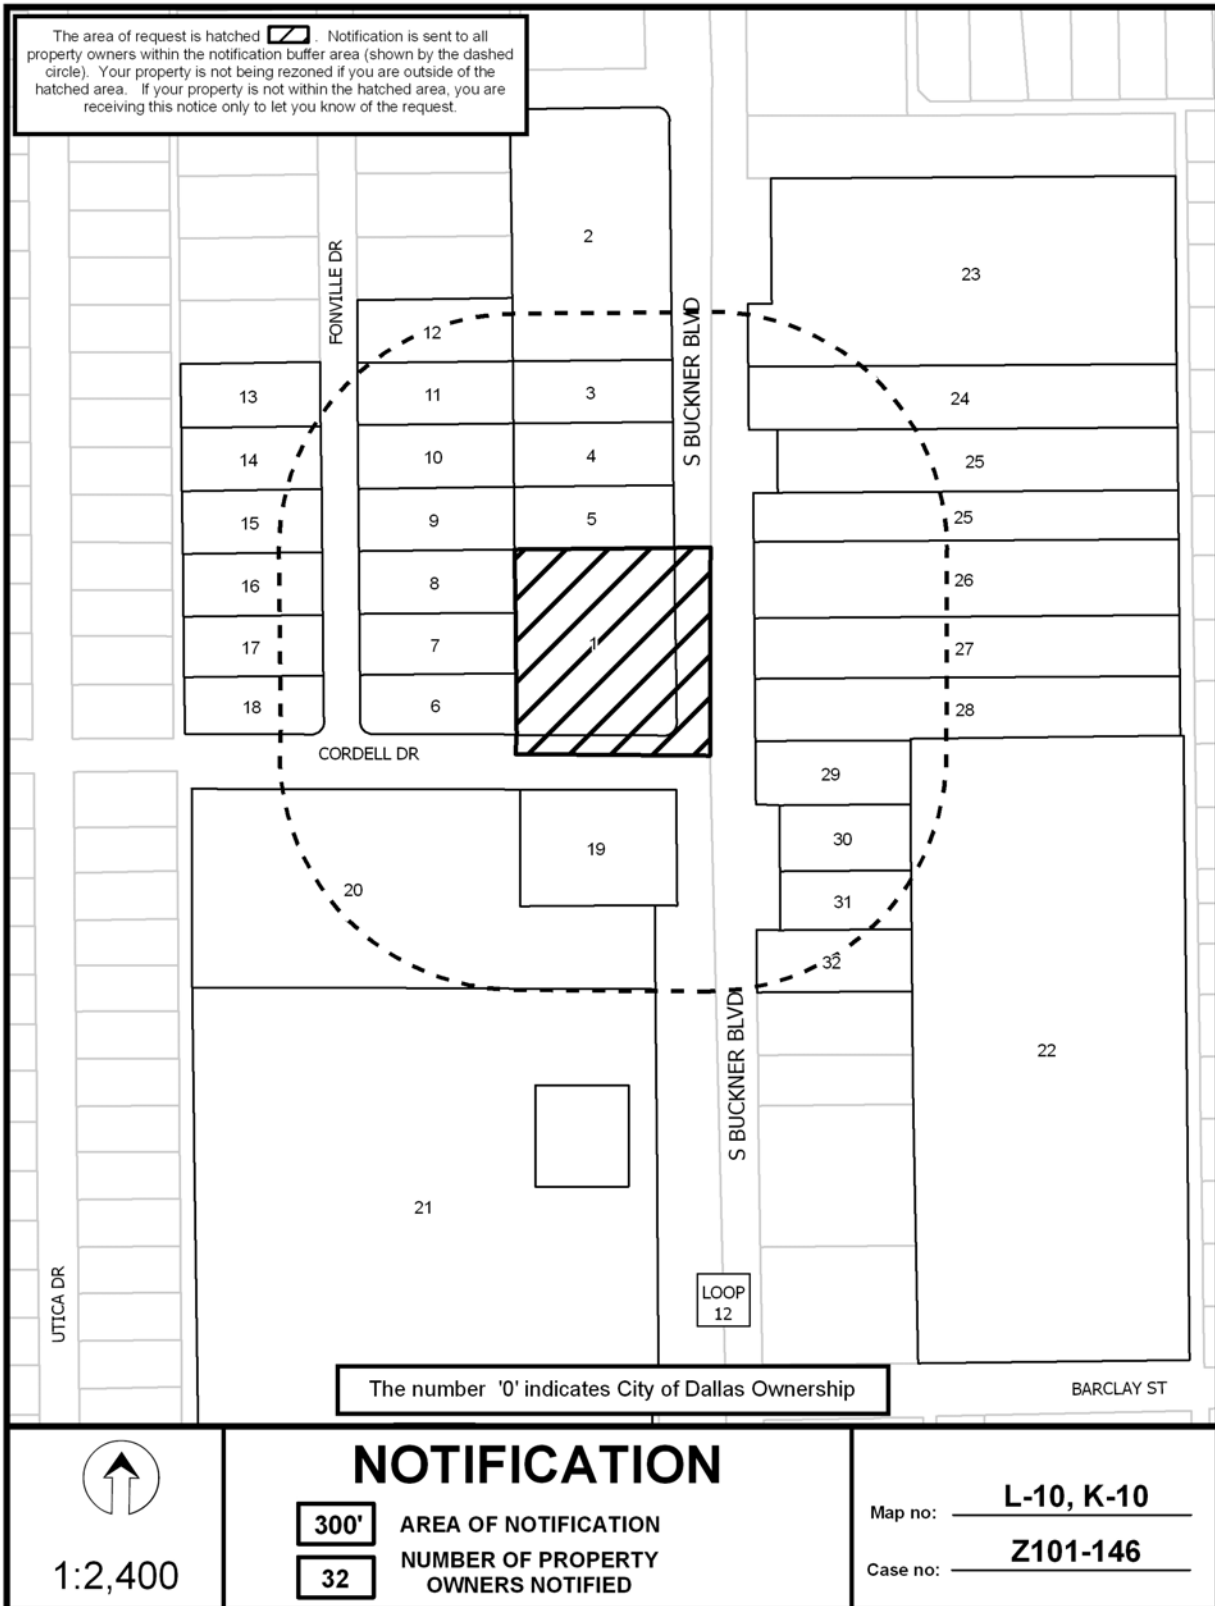 The area of request is hatched . Notification is sent to all
property owners within the notification buffer area (shown by the dashed
circle). Your property is not being rezoned if you are outside of the
hatched area. If your property is not within the hatched area, you are
receiving this notice only to let you know of the request.
2
23
FONVILLE DR
S BUCKNER BLVD
12
13
11
3
24
14
10
4
25
15
9
5
25
16
8
26
17
7
1
27
18
6
28
CORDELL DR
29
19
30
20
31
32
S BUCKNER BLVD
22
21
UTICA DR
LOOP
12
The number '0' indicates City of Dallas Ownership
BARCLAY ST
1:2,400
NOTIFICATION
300' AREA OF NOTIFICATION
32 NUMBER OF PROPERTY
OWNERS NOTIFIED
Map no: L-10, K-10
Case no: Z101-146